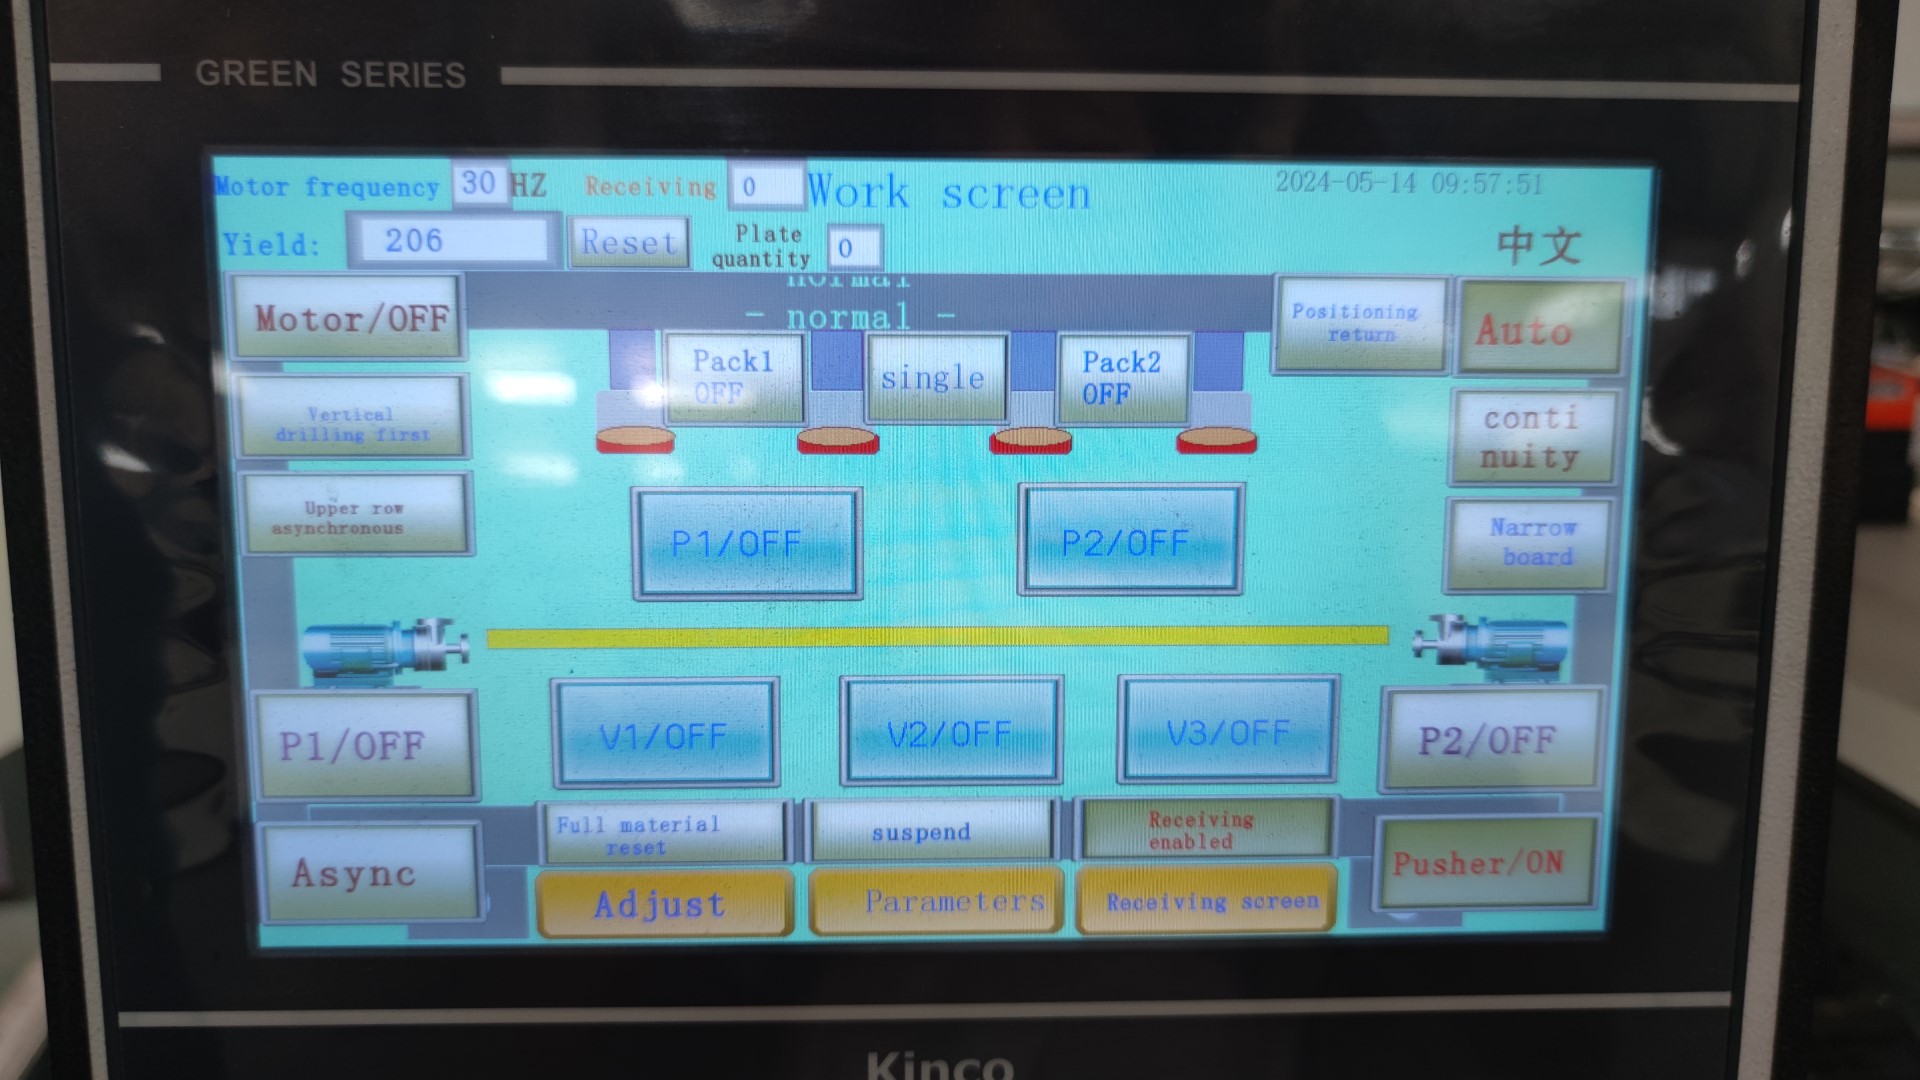 GREEN SERIES
Motor frequency 30 HZ Receiving 0 Work screen 2024-05-14 09:57:51
Yield: 206 Reset Plate quantity 0 中文
normal
- normal -
Motor/OFF
Pack1
OFF
single
Pack2
OFF
Positioning
return
Auto
Vertical
drilling first
conti
nuity
Upper row
asynchronous
P1/OFF
P2/OFF
Narrow
board
P1/OFF
V1/OFF
V2/OFF
V3/OFF
P2/OFF
Full material
reset
suspend
Receiving
enabled
Async
Adjust
Parameters
Receiving screen
Pusher/ON
Kinco